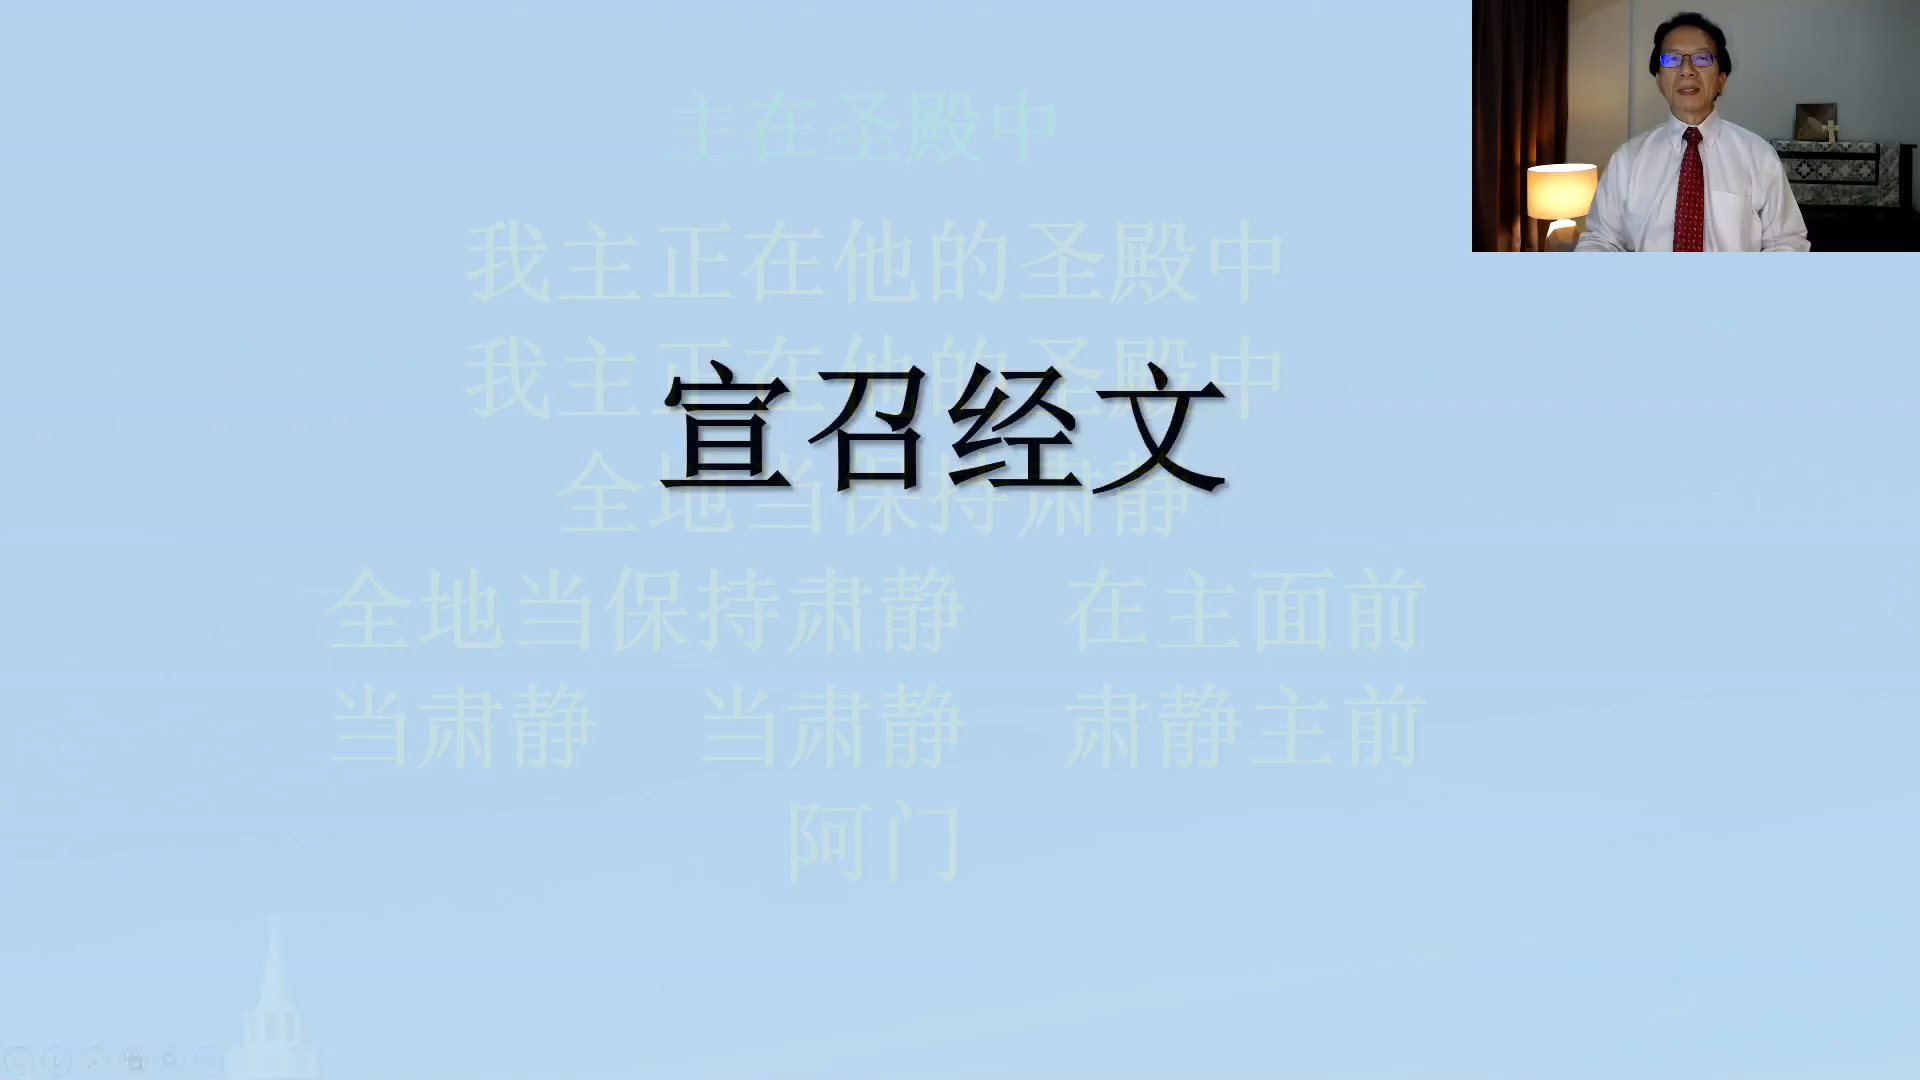 主在圣殿中
我主正在他的圣殿中
我主正在他的圣殿中
宣召经文
全地当保持肃静
全地当保持肃静　在主面前
当肃静　当肃静　肃静主前
阿门